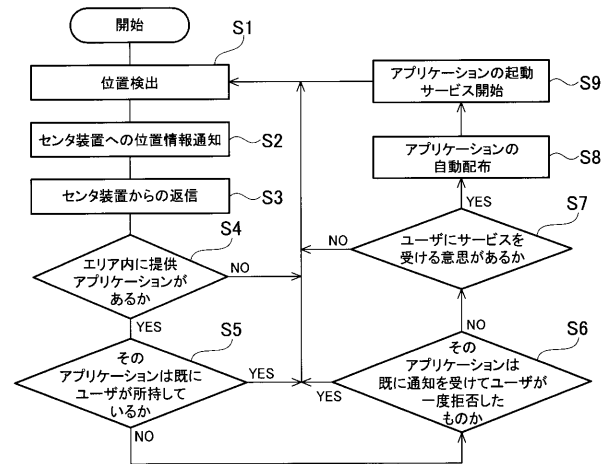 開始
S1
位置検出
センタ装置への位置情報通知
S2
センタ装置からの返信
S3
S4
エリア内に提供
アプリケーションが
あるか
NO
YES
S5
その
アプリケーションは既に
ユーザが所持して
いるか
YES
NO
S6
その
アプリケーションは
既に通知を受けてユーザが
一度拒否した
ものか
YES
NO
S7
ユーザにサービスを
受ける意思があるか
NO
YES
アプリケーションの
自動配布
S8
アプリケーションの起動
サービス開始
S9